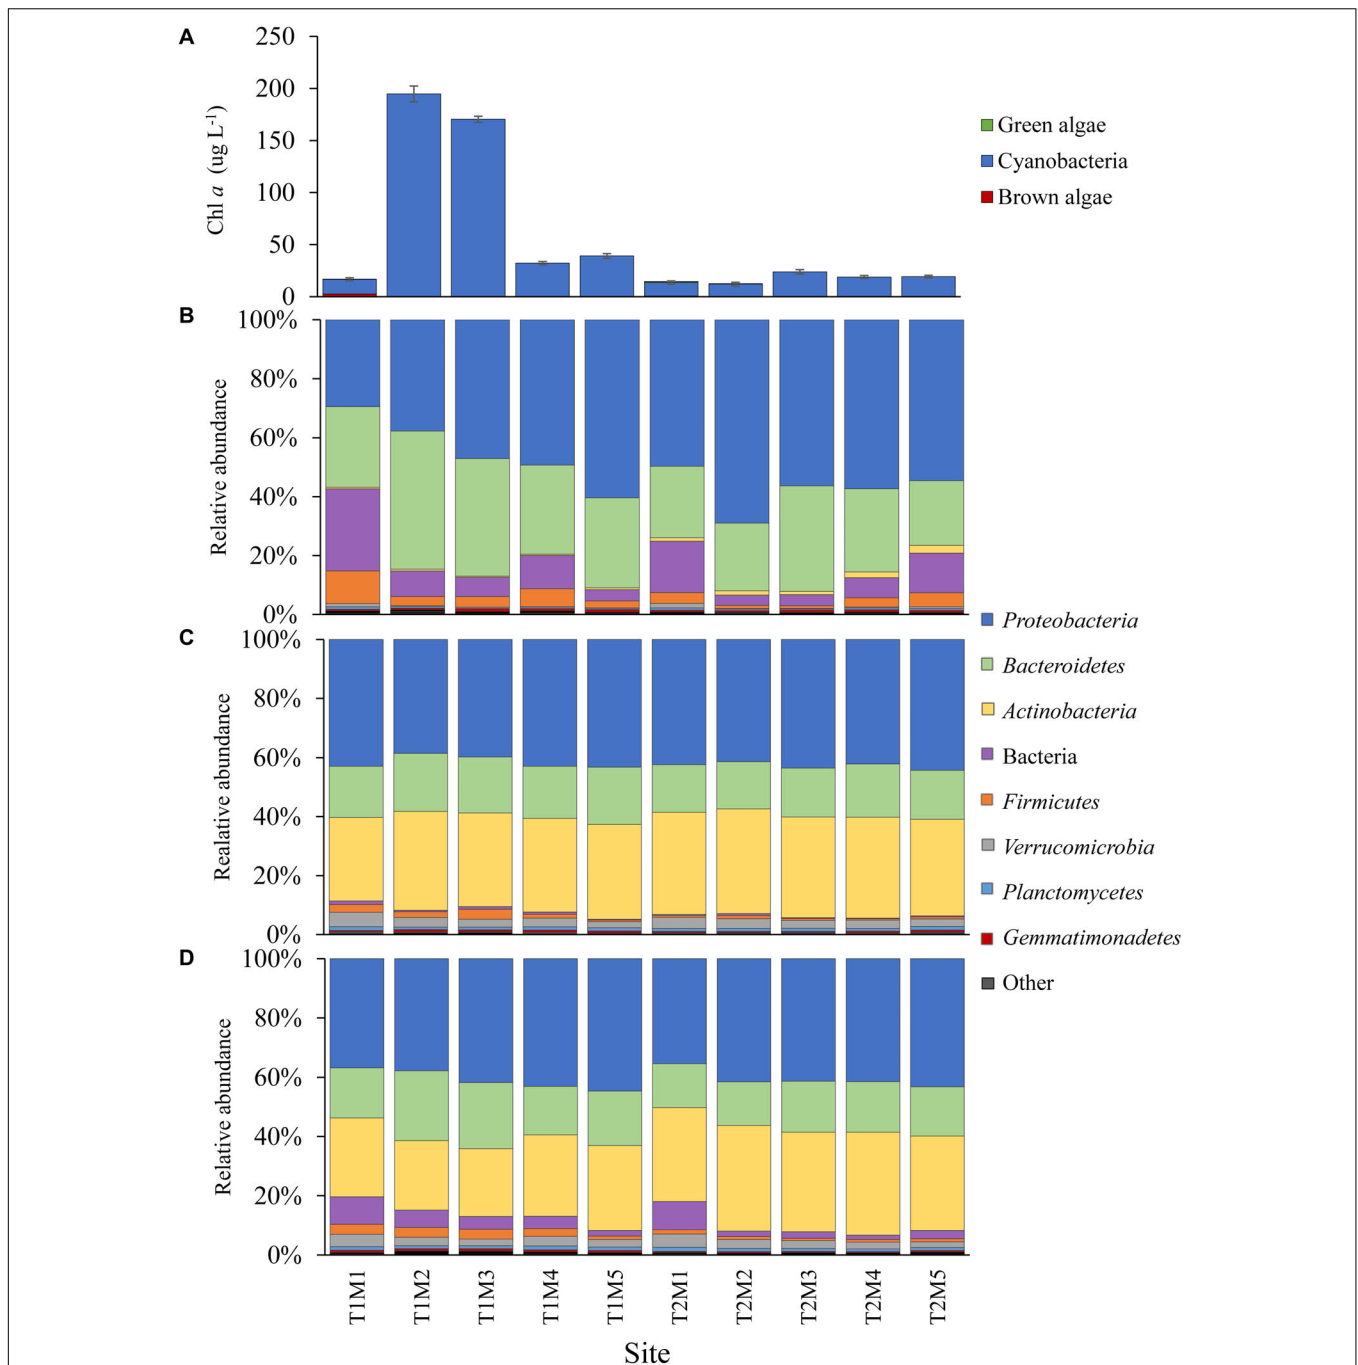 A
250
200
150
100
50
0
Chl a (ug L-1)
Green algae
Cyanobacteria
Brown algae
B
100%
80%
60%
40%
20%
0%
Relative abundance
C
100%
80%
60%
40%
20%
0%
Realative abundance
Proteobacteria
Bacteroidetes
Actinobacteria
Bacteria
Firmicutes
Verrucomicrobia
Planctomycetes
Gemmatimonadetes
Other
D
100%
80%
60%
40%
20%
0%
Relative abundance
T1M1 T1M2 T1M3 T1M4 T1M5 T2M1 T2M2 T2M3 T2M4 T2M5
Site